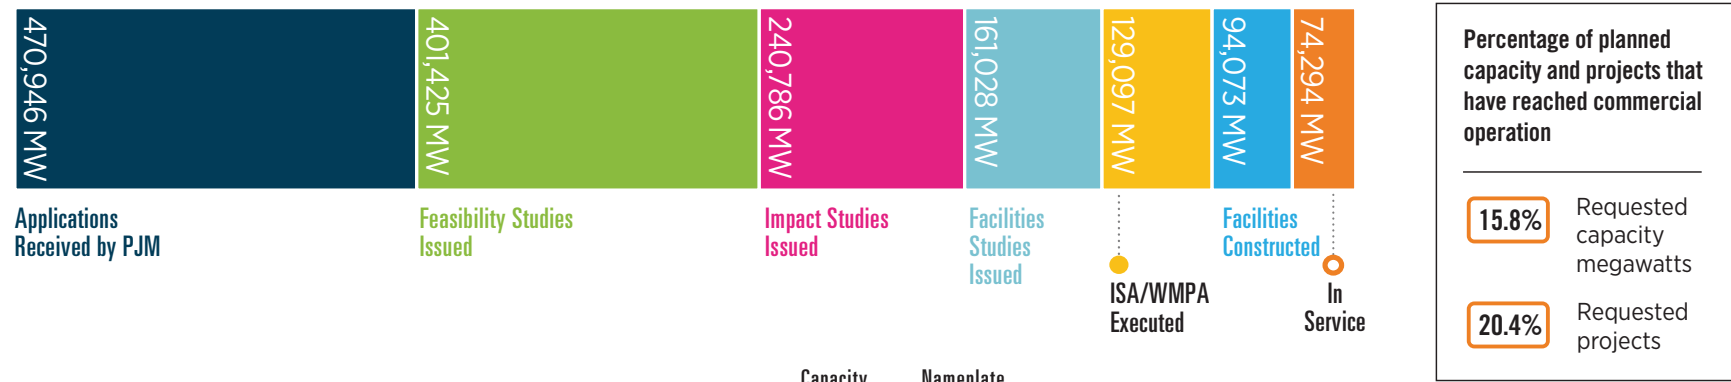 470,946 MW
401,425 MW
240,786 MW
161,028 MW
129,097 MW
94,073 MW
74,294 MW
Applications
Received by PJM
Feasibility Studies
Issued
Impact Studies
Issued
Facilities
Studies
Issued
ISA/WMPA
Executed
Facilities
Constructed
In
Service
Percentage of planned
capacity and projects that
have reached commercial
operation
15.8%
Requested
capacity
megawatts
20.4%
Requested
projects
Capacity
Nameplate